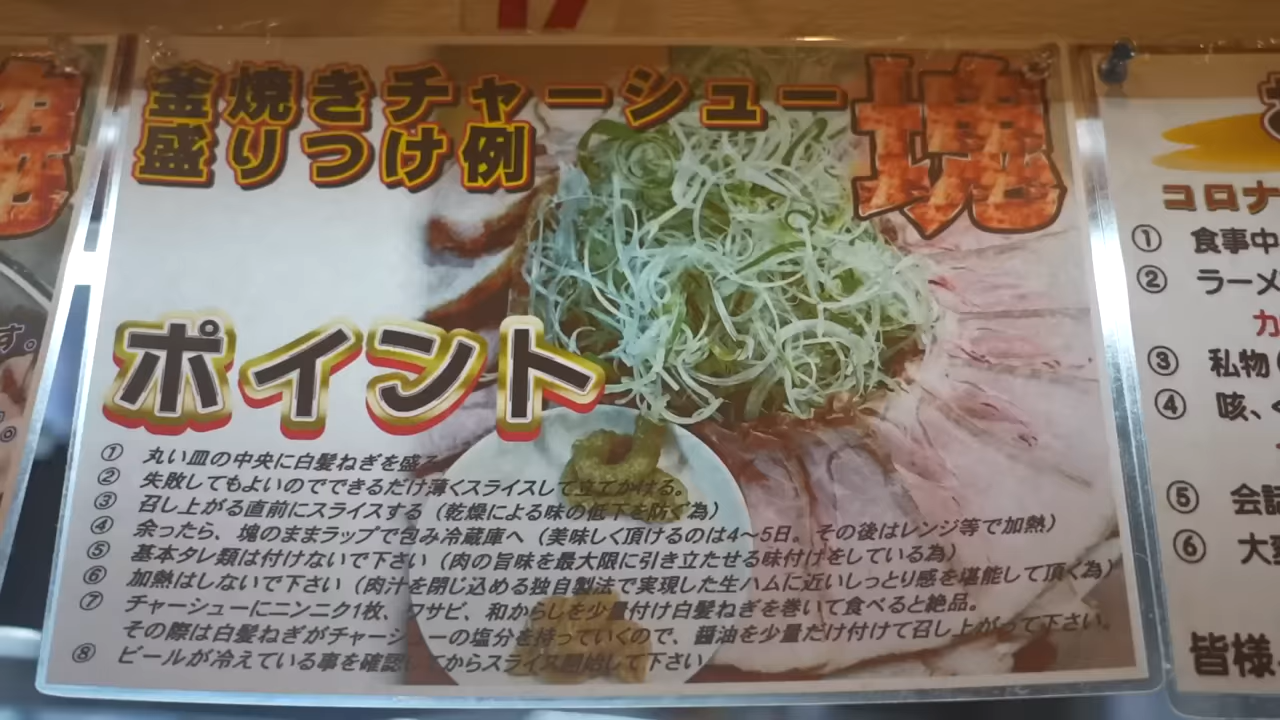 17
釜焼きチャーシュー
盛りつけ例
塊
ポイント
① 丸い皿の中央に白髪ねぎを盛る
② 失敗してもよいのでできるだけ薄くスライスして立てかける。
③ 召し上がる直前にスライスする（乾燥による味の低下を防ぐ為）
④ 余ったら、塊のままラップで包み冷蔵庫へ（美味しく頂けるのは4～5日。その後はレンジ等で加熱）
⑤ 基本タレ類は付けないで下さい（肉の旨味を最大限に引き立たせる味付けをしている為）
⑥ 加熱はしないで下さい（肉汁を閉じ込める独自製法で実現した生ハムに近いしっとり感を堪能して頂く為）
⑦ チャーシューにニンニク1枚、ワサビ、和からしを少量付け白髪ねぎを巻いて食べると絶品。
その際は白髪ねぎがチャーシューの塩分を持っていくので、醤油を少量だけ付けて召し上がって下さい。
⑧ ビールが冷えている事を確認してからスライス開始して下さい
す。
。
コロナ
① 食事中
② ラーメ
カ
③ 私物
④ 咳、
⑤ 会話
⑥ 大変
皆様